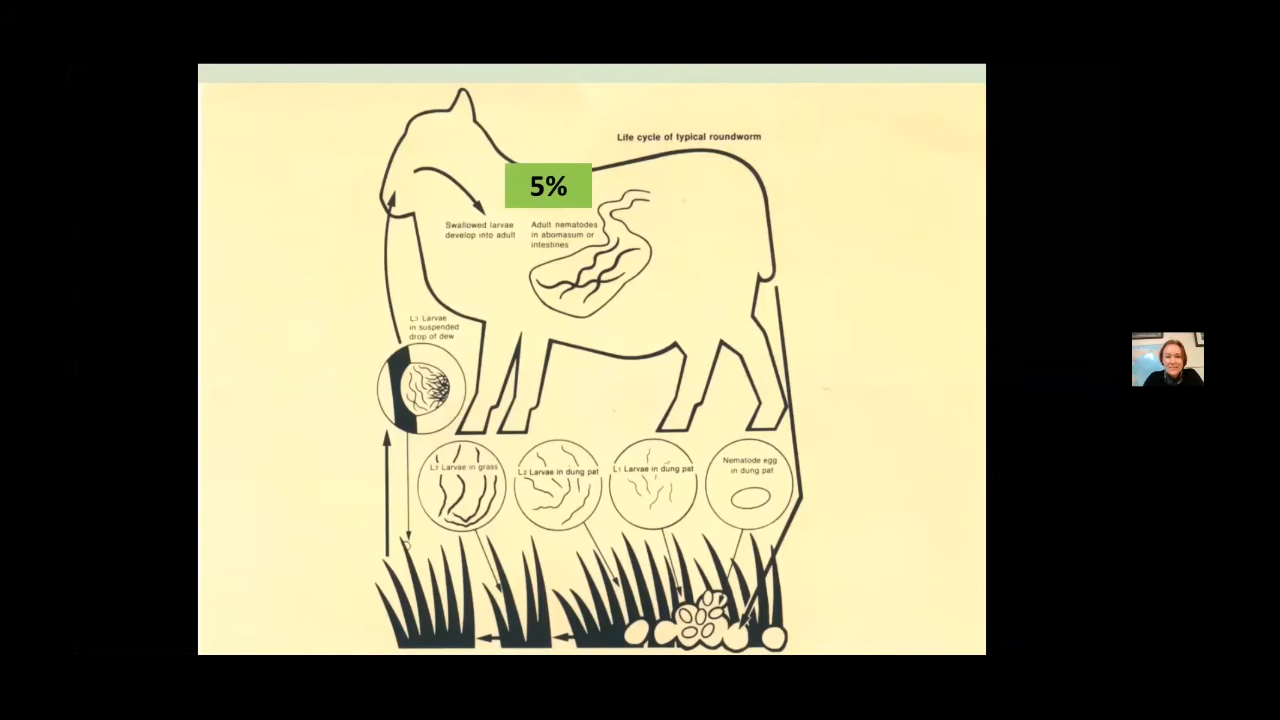 Life cycle of typical roundworm
5%
Swallowed larvae
develop into adult
Adult nematodes
in abomasum or
intestines
L3 Larvae
in suspended
drop of dew
L3 Larvae in grass
L2 Larvae in dung pat
L1 Larvae in dung pat
Nematode egg
in dung pat